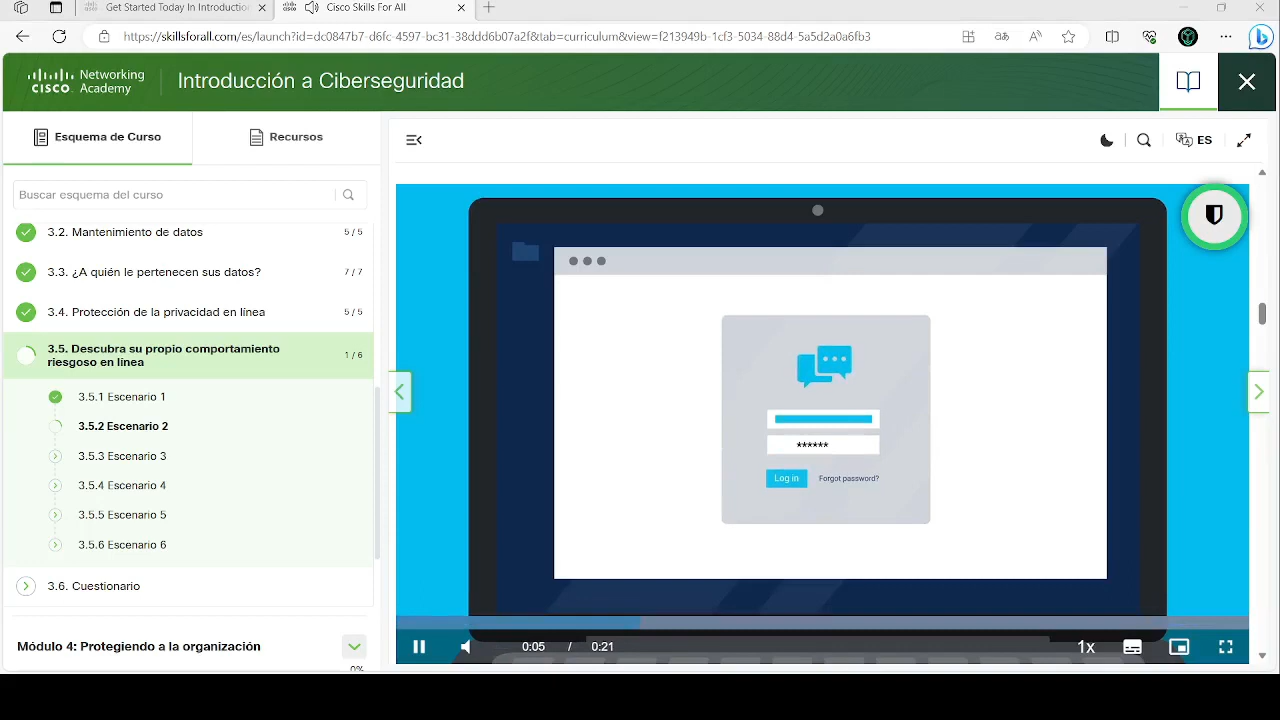 Get Started Today In Introduction
Cisco Skills For All
https://skillsforall.com/es/launch?id=dc0847b7-d6fc-4597-bc31-38ddd6b07a2f&tab=curriculum&view=f213949b-1cf3-5034-88d4-5a5d2a0a6fb3
Networking
CISCO Academy
Introducción a Ciberseguridad
Esquema de Curso
Recursos
ES
Buscar esquema del curso
3.2. Mantenimiento de datos 5 / 5
3.3. ¿A quién le pertenecen sus datos? 7 / 7
3.4. Protección de la privacidad en línea 5 / 5
3.5. Descubra su propio comportamiento
riesgoso en línea 1 / 6
3.5.1 Escenario 1
3.5.2 Escenario 2
3.5.3 Escenario 3
3.5.4 Escenario 4
3.5.5 Escenario 5
3.5.6 Escenario 6
3.6. Cuestionario
Módulo 4: Protegiendo a la organización
0%
******
Log in Forgot password?
0:05 / 0:21 1x